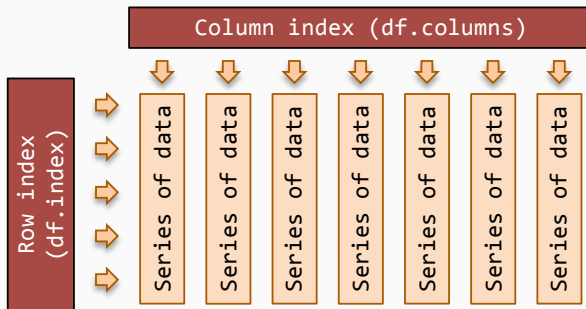 Column index (df.columns)
Row index
(df.index)
Series of data
Series of data
Series of data
Series of data
Series of data
Series of data
Series of data